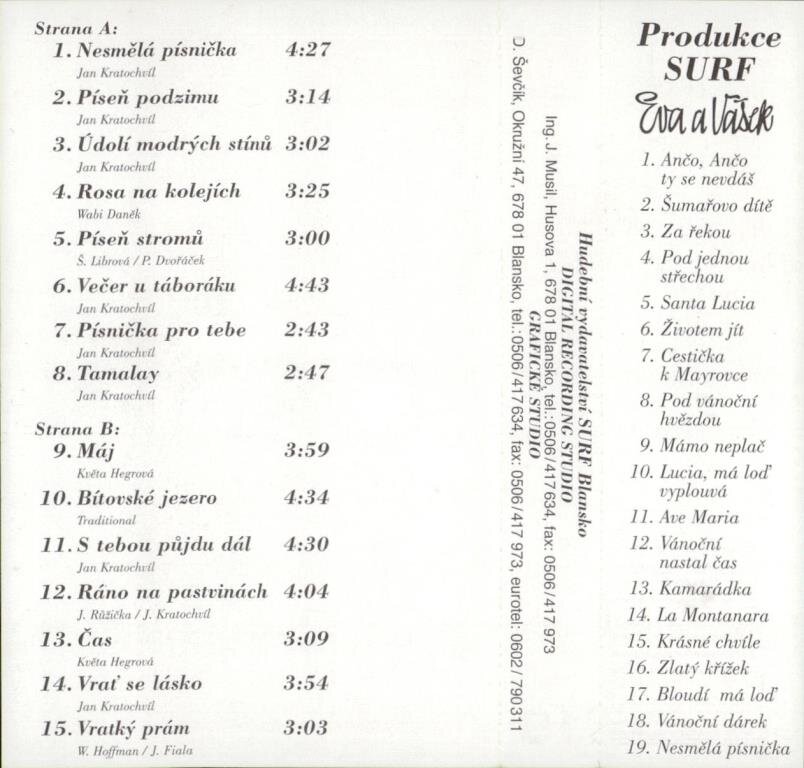 Strana A:
1. Nesmělá písnička 4:27
Jan Kratochvíl
2. Píseň podzimu 3:14
Jan Kratochvíl
3. Údolí modrých stínů 3:02
Jan Kratochvíl
4. Rosa na kolejích 3:25
Wabi Daněk
5. Píseň stromů 3:00
Š. Librová / P. Dvořáček
6. Večer u táboráku 4:43
Jan Kratochvíl
7. Písnička pro tebe 2:43
Jan Kratochvíl
8. Tamalay 2:47
Jan Kratochvíl
Strana B:
9. Máj 3:59
Květa Hegrová
10. Bítovské jezero 4:34
Traditional
11. S tebou půjdu dál 4:30
Jan Kratochvíl
12. Ráno na pastvinách 4:04
J. Růžička / J. Kratochvíl
13. Čas 3:09
Květa Hegrová
14. Vrať se lásko 3:54
Jan Kratochvíl
15. Vratký prám 3:03
W. Hoffman / J. Fiala
Hudební vydavatelství SURF Blansko
DIGITAL RECORDING STUDIO
Ing. J. Musil, Husova 1, 678 01 Blansko, tel.: 0506/417 634, fax: 0506/417 973
GRAFICKÉ STUDIO
D. Ševčík, Okružní 47, 678 01 Blansko, tel.: 0506/417 634, fax: 0506/417 973, eurotel: 0602/790311
Produkce
SURF
Eva a Vašek
1. Ančo, Ančo
ty se nevdáš
2. Šumařovo dítě
3. Za řekou
4. Pod jednou
střechou
5. Santa Lucia
6. Životem jít
7. Cestička
k Mayrovce
8. Pod vánoční
hvězdou
9. Mámo neplač
10. Lucia, má loď
vyplouvá
11. Ave Maria
12. Vánoční
nastal čas
13. Kamarádka
14. La Montanara
15. Krásné chvíle
16. Zlatý křížek
17. Bloudí má loď
18. Vánoční dárek
19. Nesmělá písnička